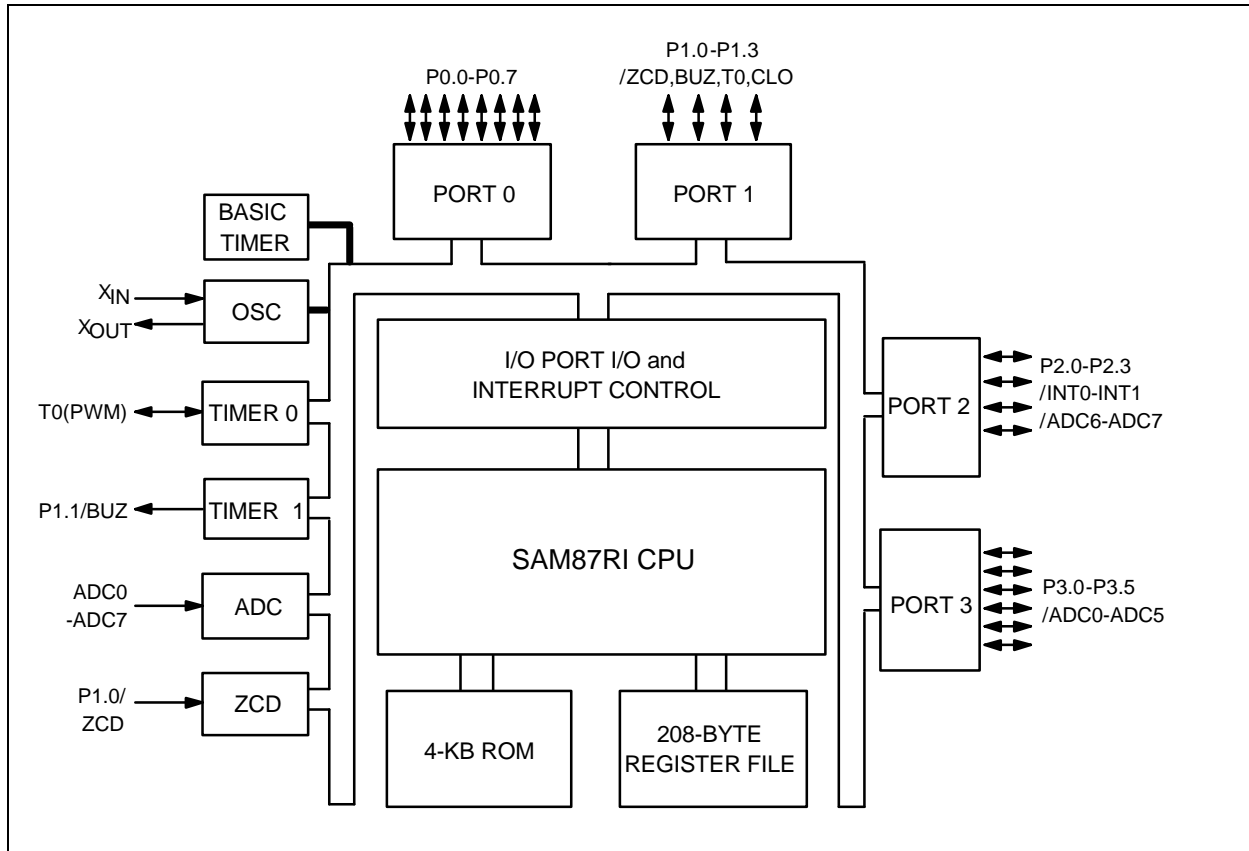 P0.0-P0.7
P1.0-P1.3
/ZCD,BUZ,T0,CLO
PORT 0
PORT 1
BASIC
TIMER
XIN
XOUT
OSC
I/O PORT I/O and
INTERRUPT CONTROL
T0(PWM)
TIMER 0
PORT 2
P2.0-P2.3
/INT0-INT1
/ADC6-ADC7
P1.1/BUZ
TIMER 1
SAM87RI CPU
ADC0
-ADC7
ADC
PORT 3
P3.0-P3.5
/ADC0-ADC5
P1.0/
ZCD
ZCD
4-KB ROM
208-BYTE
REGISTER FILE